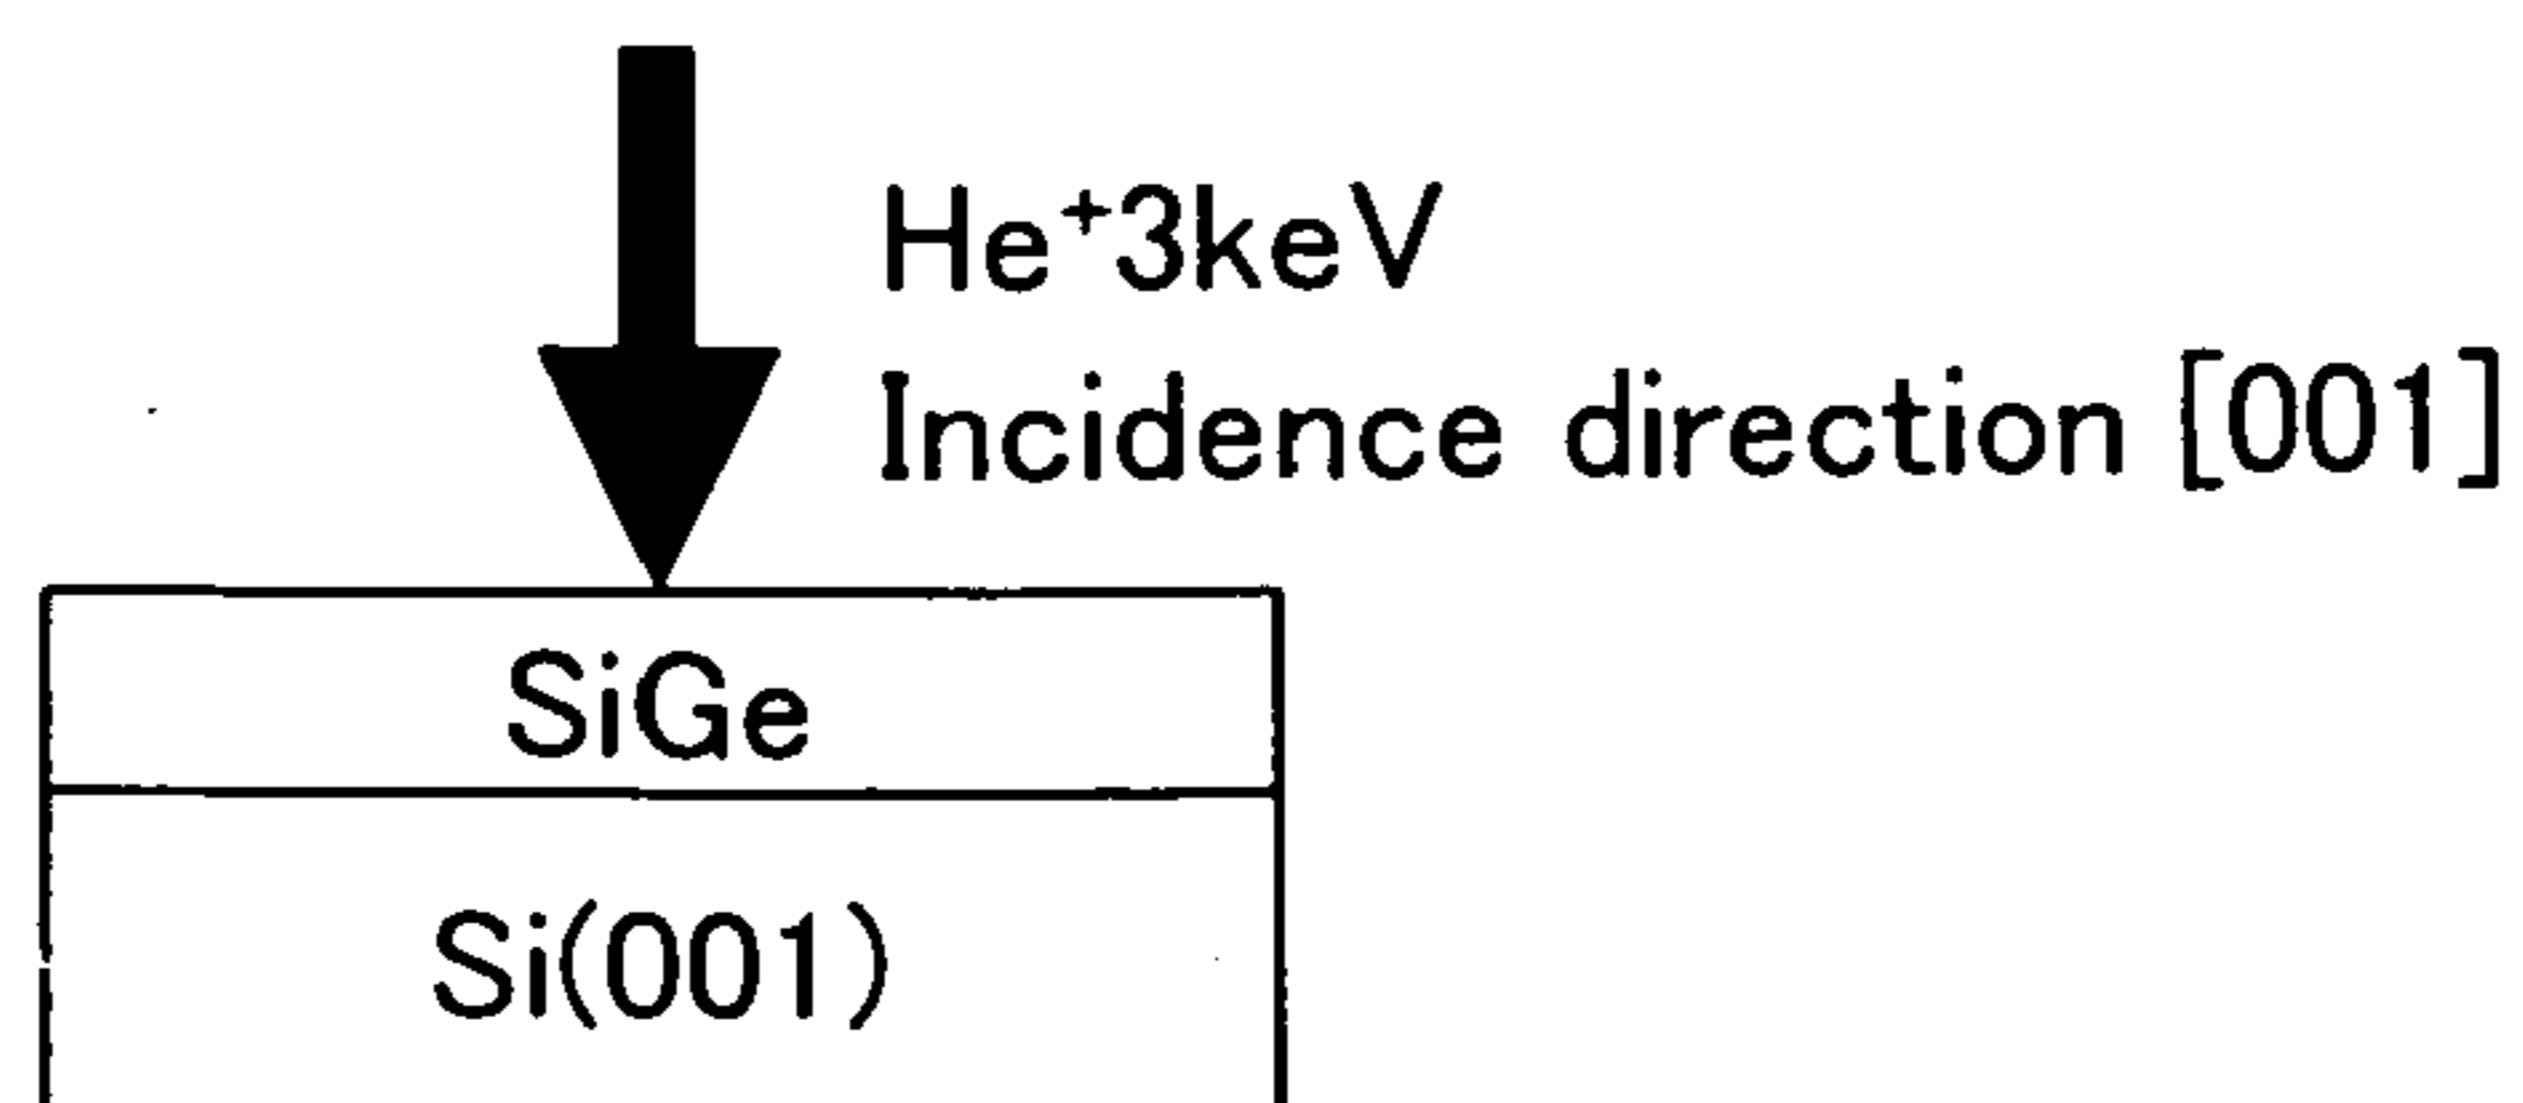 He⁺3keV
Incidence direction [001]
SiGe
Si(001)